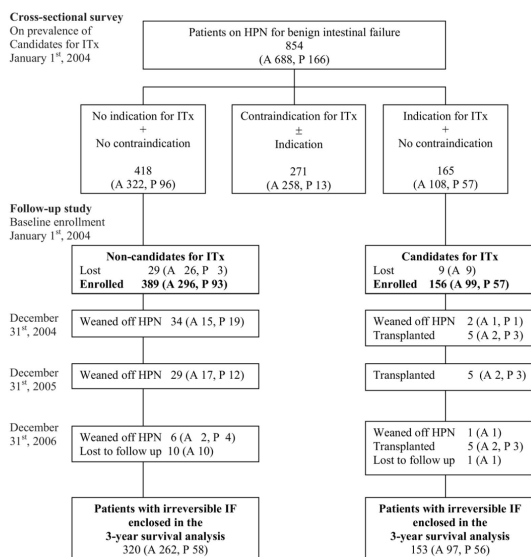 Cross-sectional survey
On prevalence of
Candidates for ITx
January 1st, 2004
Patients on HPN for benign intestinal failure
854
(A 688, P 166)
No indication for ITx
+
No contraindication
418
(A 322, P 96)
Contraindication for ITx
±
Indication
271
(A 258, P 13)
Indication for ITx
+
No contraindication
165
(A 108, P 57)
Follow-up study
Baseline enrollment
January 1st, 2004
Non-candidates for ITx
Lost 29 (A 26, P 3)
Enrolled 389 (A 296, P 93)
Candidates for ITx
Lost 9 (A 9)
Enrolled 156 (A 99, P 57)
December
31st, 2004
Weaned off HPN 34 (A 15, P 19)
Weaned off HPN 2 (A 1, P 1)
Transplanted 5 (A 2, P 3)
December
31st, 2005
Weaned off HPN 29 (A 17, P 12)
Transplanted 5 (A 2, P 3)
December
31st, 2006
Weaned off HPN 6 (A 2, P 4)
Lost to follow up 10 (A 10)
Weaned off HPN 1 (A 1)
Transplanted 5 (A 2, P 3)
Lost to follow up 1 (A 1)
Patients with irreversible IF
enclosed in the
3-year survival analysis
320 (A 262, P 58)
Patients with irreversible IF
enclosed in the
3-year survival analysis
153 (A 97, P 56)